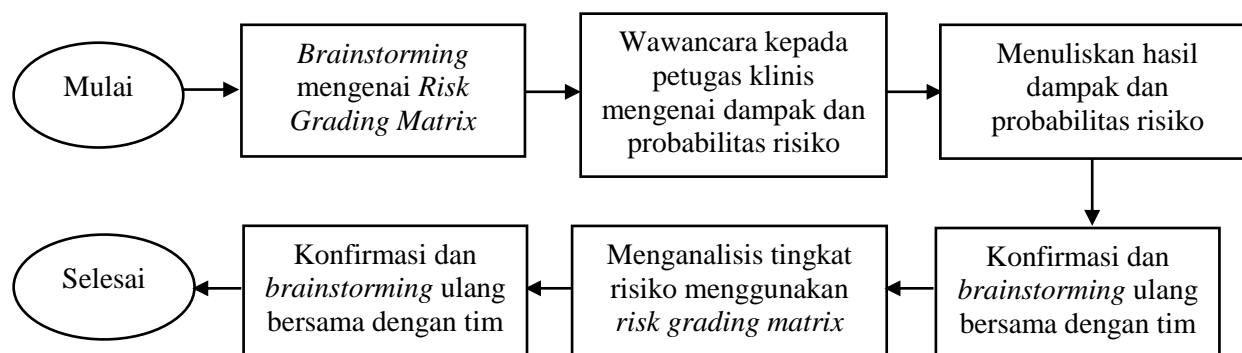 Mulai
Brainstorming
mengenai Risk
Grading Matrix
Wawancara kepada
petugas klinis
mengenai dampak dan
probabilitas risiko
Menuliskan hasil
dampak dan
probabilitas risiko
Konfirmasi dan
brainstorming ulang
bersama dengan tim
Menganalisis tingkat
risiko menggunakan
risk grading matrix
Konfirmasi dan
brainstorming ulang
bersama dengan tim
Selesai